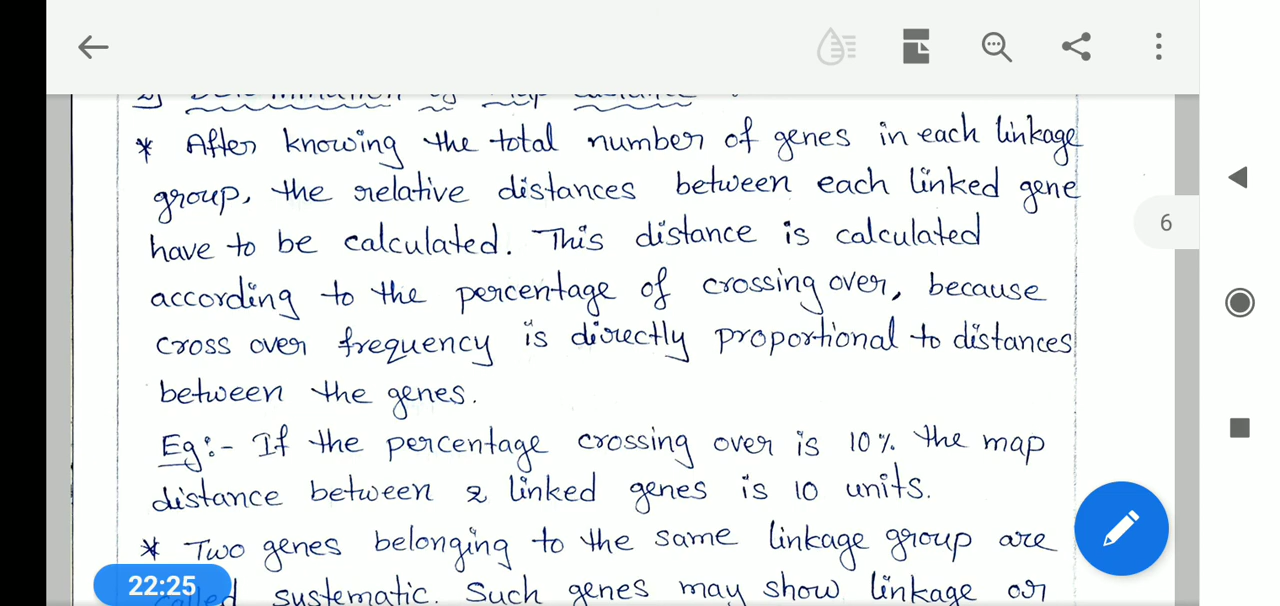 6
* After knowing the total number of genes in each linkage
group, the relative distances between each linked gene
have to be calculated. This distance is calculated
according to the percentage of crossing over, because
cross over frequency is directly proportional to distances
between the genes.
Eg:- If the percentage crossing over is 10% the map
distance between 2 linked genes is 10 units.
* Two genes belonging to the same linkage group are
systematic. Such genes may show linkage or
22:25